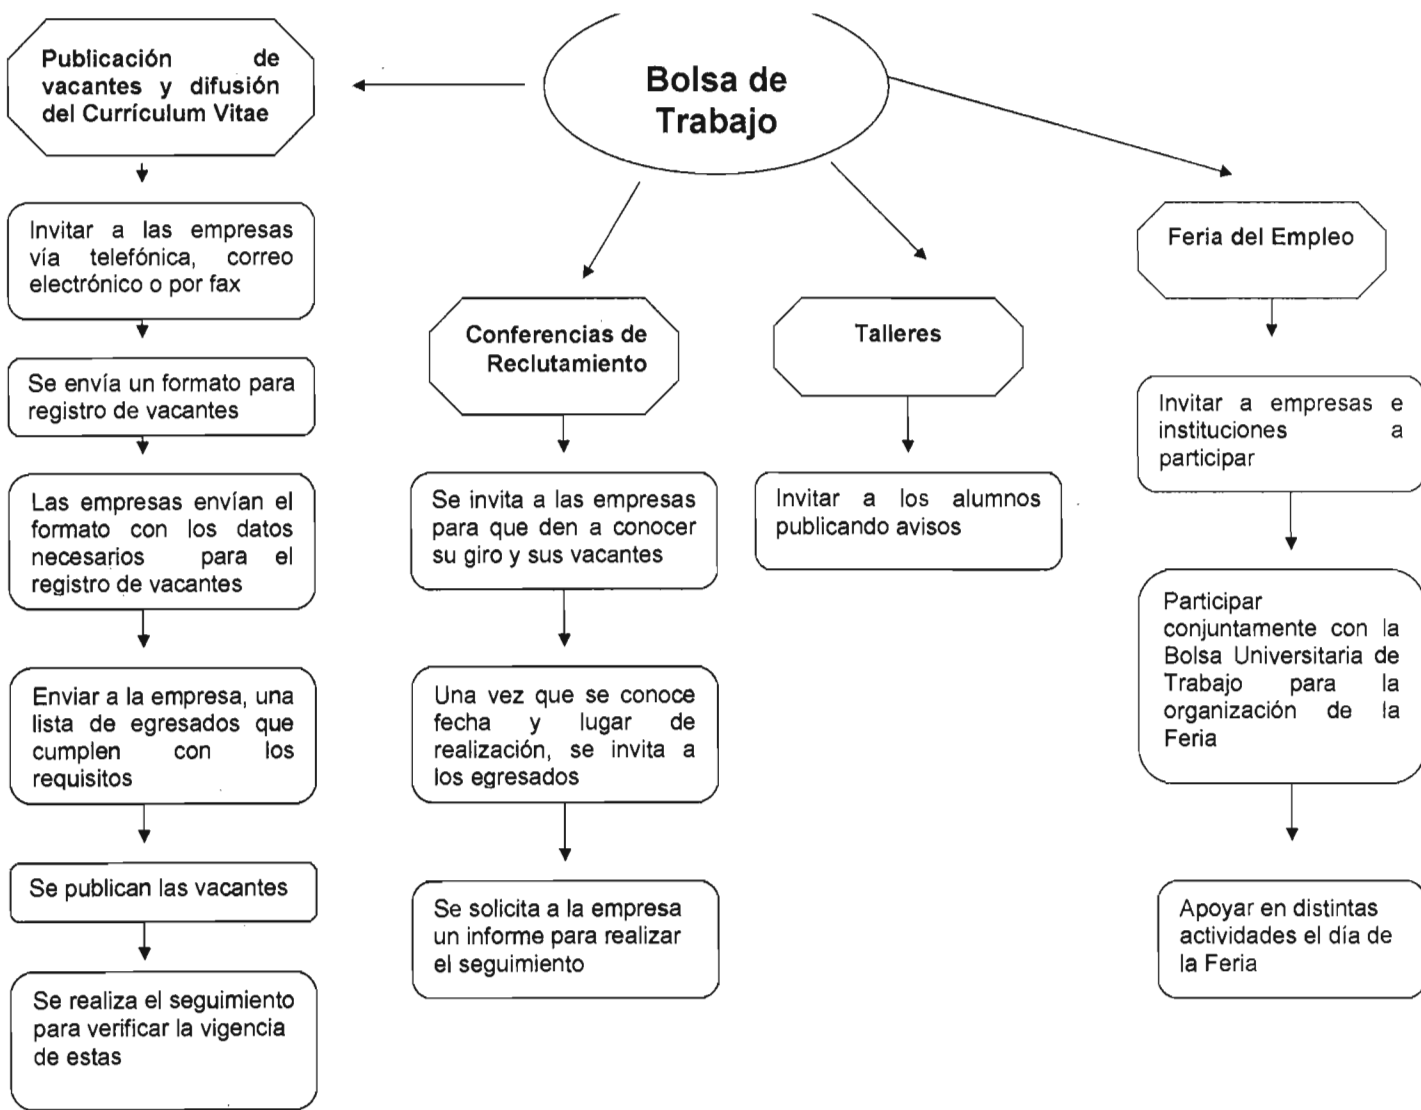 Bolsa de
Trabajo
Publicación de
vacantes y difusión
del Currículum Vitae
Invitar a las empresas
vía telefónica, correo
electrónico o por fax
Se envía un formato para
registro de vacantes
Las empresas envían el
formato con los datos
necesarios para el
registro de vacantes
Enviar a la empresa, una
lista de egresados que
cumplen con los
requisitos
Se publican las vacantes
Se realiza el seguimiento
para verificar la vigencia
de estas
Conferencias de
Reclutamiento
Se invita a las empresas
para que den a conocer
su giro y sus vacantes
Una vez que se conoce
fecha y lugar de
realización, se invita a
los egresados
Se solicita a la empresa
un informe para realizar
el seguimiento
Talleres
Invitar a los alumnos
publicando avisos
Feria del Empleo
Invitar a empresas e
instituciones a
participar
Participar
conjuntamente con la
Bolsa Universitaria de
Trabajo para la
organización de la
Feria
Apoyar en distintas
actividades el día de
la Feria